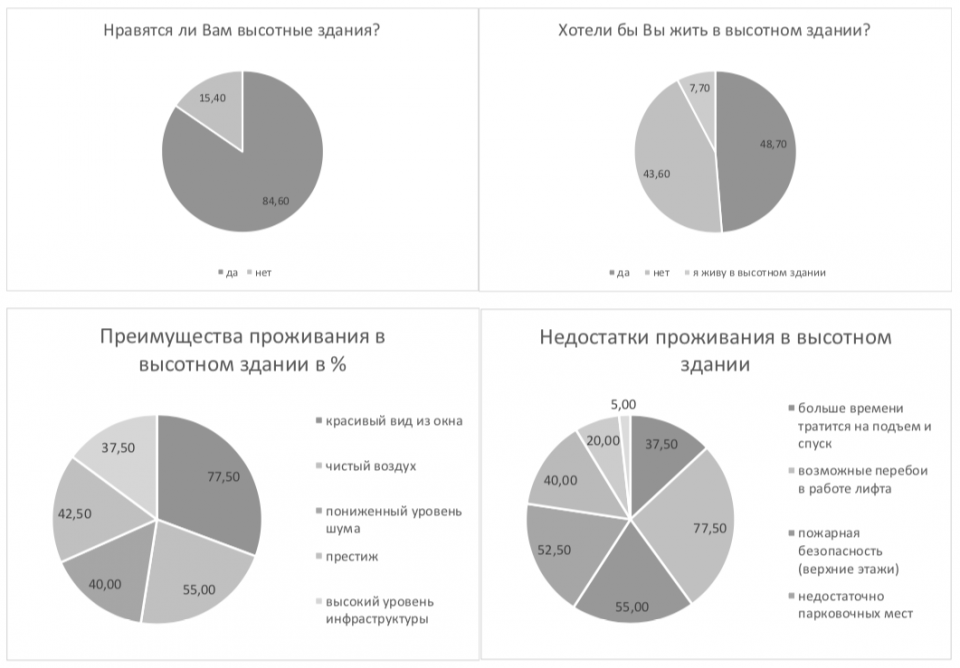 Нравятся ли Вам высотные здания?
15,40
84,60
да нет
Хотели бы Вы жить в высотном здании?
7,70
48,70
43,60
да нет я живу в высотном здании
Преимущества проживания в
высотном здании в %
37,50
77,50
42,50
40,00
55,00
красивый вид из окна
чистый воздух
пониженный уровень
шума
престиж
высокий уровень
инфраструктуры
Недостатки проживания в высотном
здании
5,00
20,00
37,50
40,00
77,50
52,50
55,00
больше времени
тратится на подъем и
спуск
возможные перебои
в работе лифта
пожарная
безопасность
(верхние этажи)
недостаточно
парковочных мест